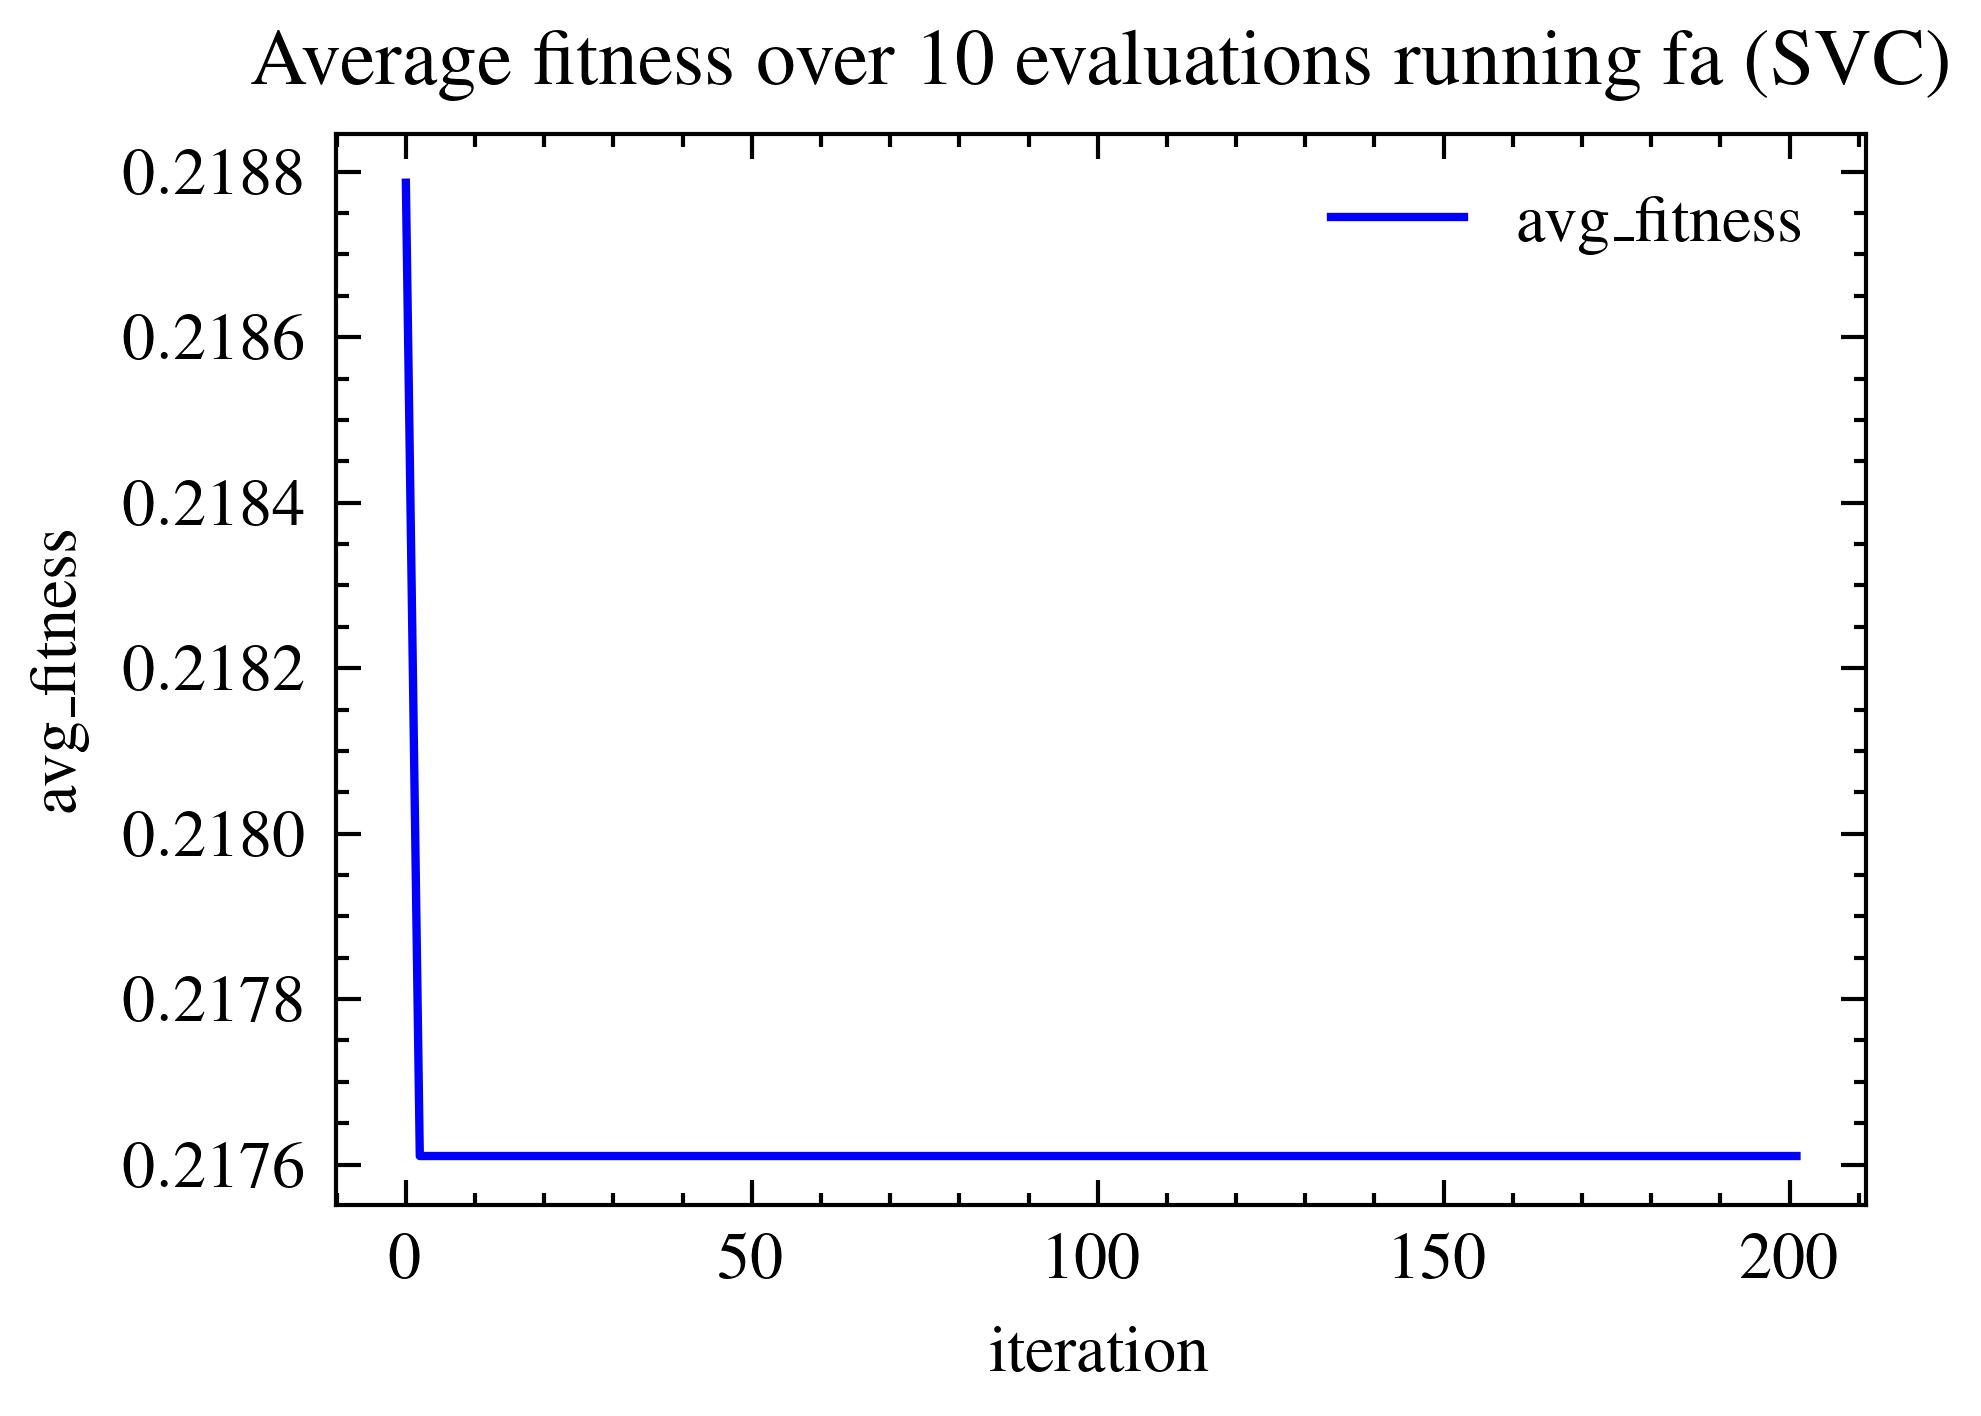 Average fitness over 10 evaluations running fa (SVC)
avg_fitness
0.2188
0.2186
0.2184
0.2182
0.2180
0.2178
0.2176
avg_fitness
0 50 100 150 200
iteration